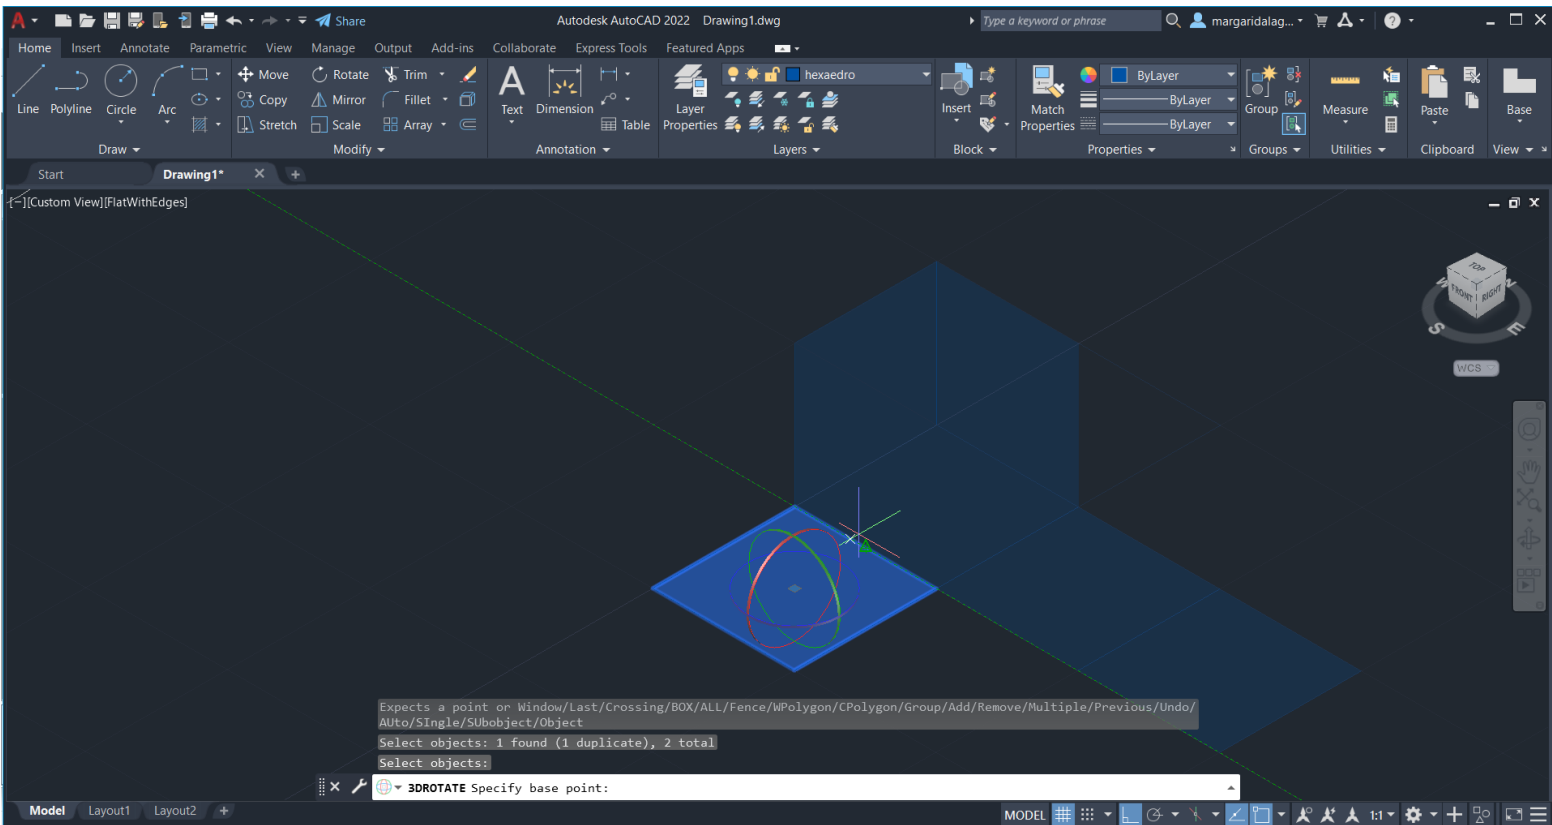 A Share Autodesk AutoCAD 2022 Drawing1.dwg Type a keyword or phrase margaridalag...
Home Insert Annotate Parametric View Manage Output Add-ins Collaborate Express Tools Featured Apps
Line Polyline Circle Arc
Move Rotate Trim
Copy Mirror Fillet
Stretch Scale Array
Text Dimension Table
Layer Properties
hexaedro
Insert
Match Properties
ByLayer
ByLayer
ByLayer
Group Measure Paste Base
Draw Modify Annotation Layers Block Properties Groups Utilities Clipboard View
Start Drawing1* +
[−][Custom View][FlatWithEdges]
TOP
FRONT RIGHT
W N
S E
WCS
Expects a point or Window/Last/Crossing/BOX/ALL/Fence/WPolygon/CPolygon/Group/Add/Remove/Multiple/Previous/Undo/
AUto/SIngle/SUbobject/Object
Select objects: 1 found (1 duplicate), 2 total
Select objects:
3DROTATE Specify base point:
Model Layout1 Layout2 + MODEL 1:1